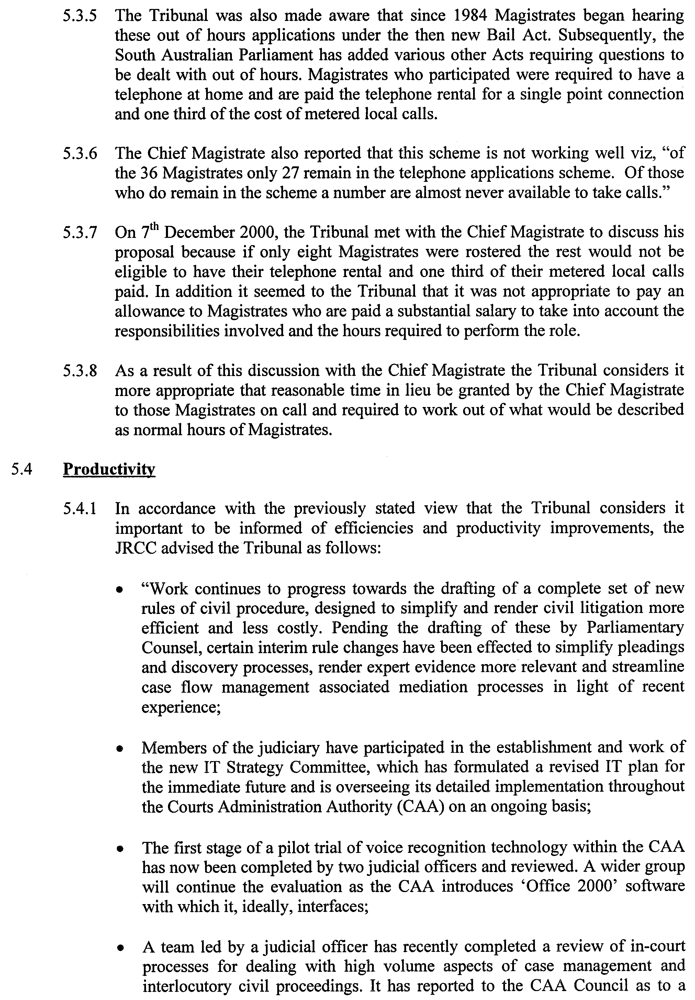 5.3.5 The Tribunal was also made aware that since 1984 Magistrates began hearing
these out of hours applications under the then new Bail Act. Subsequently, the
South Australian Parliament has added various other Acts requiring questions to
be dealt with out of hours. Magistrates who participated were required to have a
telephone at home and are paid the telephone rental for a single point connection
and one third of the cost of metered local calls.
5.3.6 The Chief Magistrate also reported that this scheme is not working well viz, “of
the 36 Magistrates only 27 remain in the telephone applications scheme. Of those
who do remain in the scheme a number are almost never available to take calls.”
5.3.7 On 7th December 2000, the Tribunal met with the Chief Magistrate to discuss his
proposal because if only eight Magistrates were rostered the rest would not be
eligible to have their telephone rental and one third of their metered local calls
paid. In addition it seemed to the Tribunal that it was not appropriate to pay an
allowance to Magistrates who are paid a substantial salary to take into account the
responsibilities involved and the hours required to perform the role.
5.3.8 As a result of this discussion with the Chief Magistrate the Tribunal considers it
more appropriate that reasonable time in lieu be granted by the Chief Magistrate
to those Magistrates on call and required to work out of what would be described
as normal hours of Magistrates.
5.4 Productivity
5.4.1 In accordance with the previously stated view that the Tribunal considers it
important to be informed of efficiencies and productivity improvements, the
JRCC advised the Tribunal as follows:
• “Work continues to progress towards the drafting of a complete set of new
rules of civil procedure, designed to simplify and render civil litigation more
efficient and less costly. Pending the drafting of these by Parliamentary
Counsel, certain interim rule changes have been effected to simplify pleadings
and discovery processes, render expert evidence more relevant and streamline
case flow management associated mediation processes in light of recent
experience;
• Members of the judiciary have participated in the establishment and work of
the new IT Strategy Committee, which has formulated a revised IT plan for
the immediate future and is overseeing its detailed implementation throughout
the Courts Administration Authority (CAA) on an ongoing basis;
• The first stage of a pilot trial of voice recognition technology within the CAA
has now been completed by two judicial officers and reviewed. A wider group
will continue the evaluation as the CAA introduces ‘Office 2000’ software
with which it, ideally, interfaces;
• A team led by a judicial officer has recently completed a review of in-court
processes for dealing with high volume aspects of case management and
interlocutory civil proceedings. It has reported to the CAA Council as to a